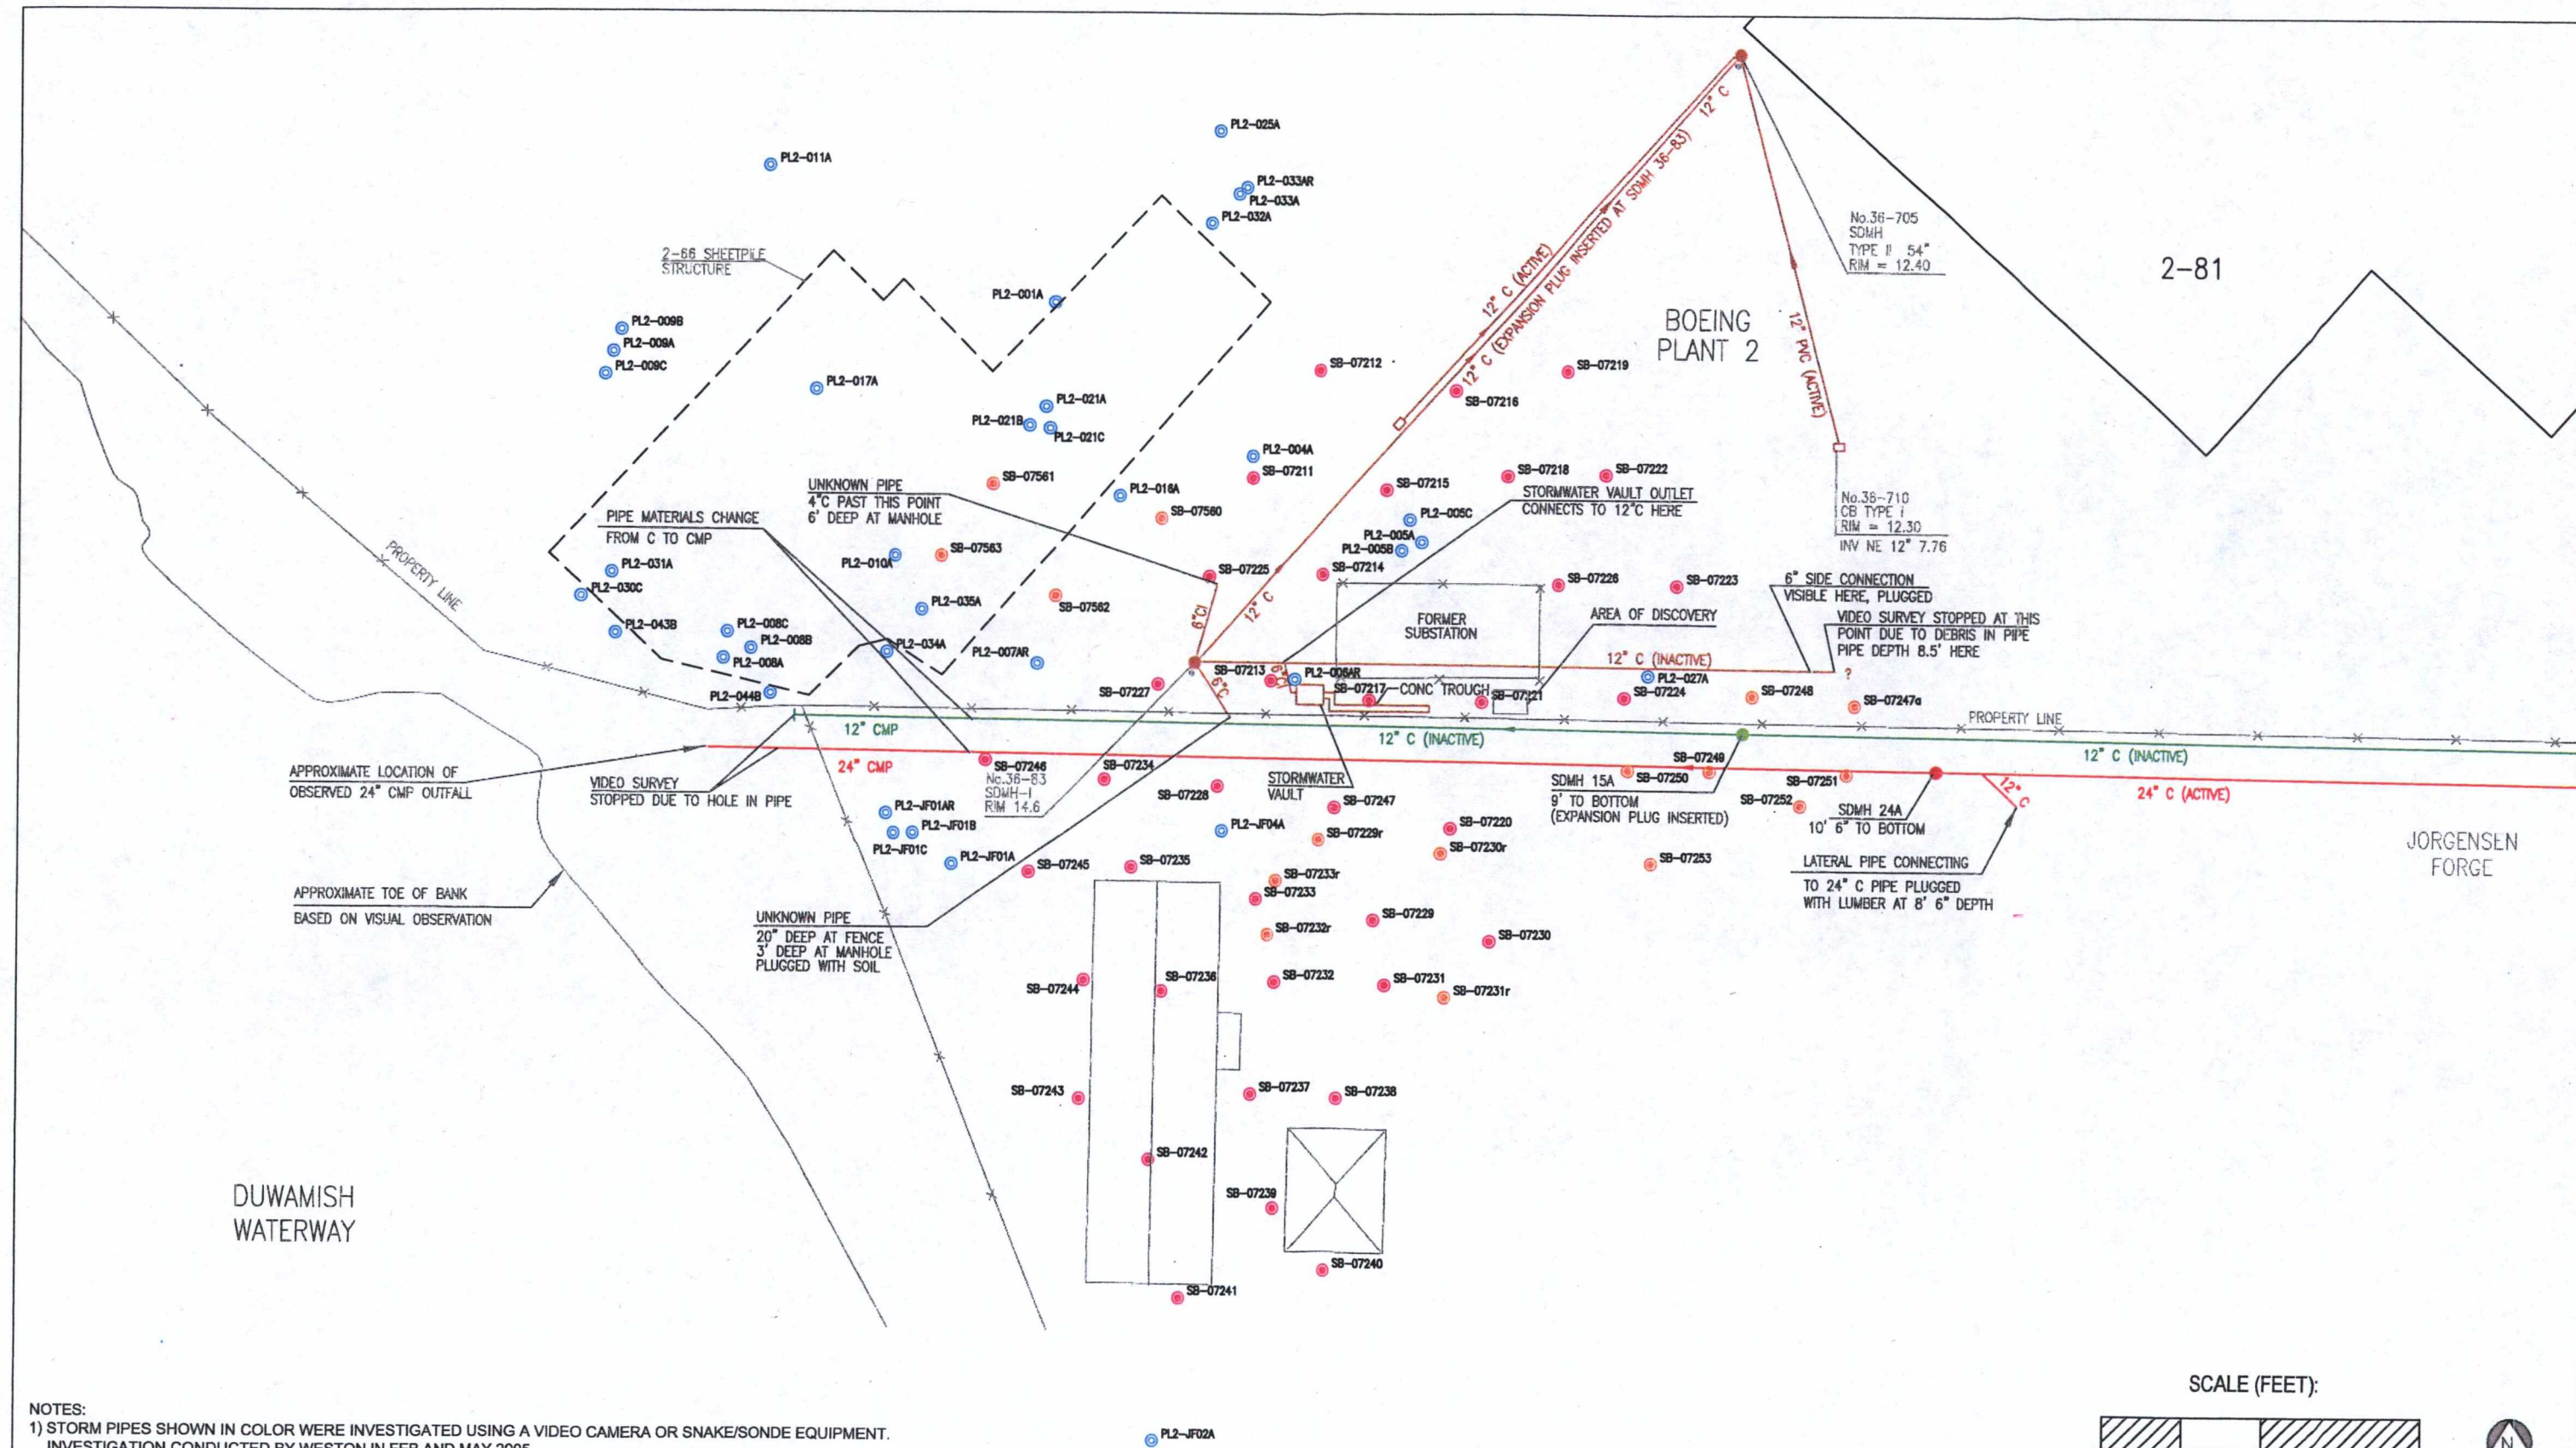 PL2-025A
PL2-011A
PL2-033AR
PL2-033A
PL2-032A
12" C
12" C (ACTIVE)
12" C (EXPANSION PLUG INSERTED AT SDMH 36-83)
No.36-705
SDMH
TYPE II 54"
RIM = 12.40
2-81
2-66 SHEETPILE
STRUCTURE
PL2-001A
BOEING
PLANT 2
12" PVC (ACTIVE)
PL2-009B
PL2-009A
PL2-009C
PL2-017A
PL2-021A
PL2-021B
PL2-021C
SB-07212
SB-07219
SB-07216
PL2-004A
SB-07211
SB-07561
UNKNOWN PIPE
4"C PAST THIS POINT
6' DEEP AT MANHOLE
PL2-016A
SB-07560
SB-07215
SB-07218
SB-07222
STORMWATER VAULT OUTLET
CONNECTS TO 12"C HERE
No.36-710
CB TYPE I
RIM = 12.30
INV NE 12" 7.76
PIPE MATERIALS CHANGE
FROM C TO CMP
PROPERTY LINE
PL2-005C
PL2-005A
PL2-005B
PL2-010A
SB-07563
PL2-031A
PL2-030C
SB-07225
SB-07214
SB-07226
SB-07223
6" SIDE CONNECTION
VISIBLE HERE, PLUGGED
PL2-035A
SB-07562
6"CI
12" C
FORMER
SUBSTATION
AREA OF DISCOVERY
VIDEO SURVEY STOPPED AT THIS
POINT DUE TO DEBRIS IN PIPE
PIPE DEPTH 8.5' HERE
PL2-043B
PL2-008C
PL2-008B
PL2-008A
PL2-034A
PL2-007AR
12" C (INACTIVE)
?
PL2-044B
SB-07227
6"C
SB-07213
PL2-006AR
SB-07217
CONC TROUGH
SB-07221
PL2-027A
SB-07224
SB-07248
SB-07247a
PROPERTY LINE
12" CMP
12" C (INACTIVE)
12" C (INACTIVE)
24" CMP
APPROXIMATE LOCATION OF
OBSERVED 24" CMP OUTFALL
VIDEO SURVEY
STOPPED DUE TO HOLE IN PIPE
SB-07246
No.36-83
SDMH-I
RIM 14.6
SB-07234
SB-07228
STORMWATER
VAULT
SB-07247
SB-07249
SB-07250
SDMH 15A
9' TO BOTTOM
(EXPANSION PLUG INSERTED)
SB-07251
SB-07252
SDMH 24A
10' 6" TO BOTTOM
12" C
24" C (ACTIVE)
JORGENSEN
FORGE
PL2-JF01AR
PL2-JF01B
PL2-JF01C
PL2-JF01A
PL2-JF04A
SB-07229r
SB-07220
SB-07230r
SB-07253
LATERAL PIPE CONNECTING
TO 24" C PIPE PLUGGED
WITH LUMBER AT 8' 6" DEPTH
SB-07245
SB-07235
SB-07233r
SB-07233
APPROXIMATE TOE OF BANK
BASED ON VISUAL OBSERVATION
UNKNOWN PIPE
20" DEEP AT FENCE
3' DEEP AT MANHOLE
PLUGGED WITH SOIL
SB-07229
SB-07232r
SB-07230
SB-07244
SB-07236
SB-07232
SB-07231
SB-07231r
SB-07243
SB-07237
SB-07238
SB-07242
SB-07239
DUWAMISH
WATERWAY
SB-07240
SB-07241
SCALE (FEET):
NOTES:
1) STORM PIPES SHOWN IN COLOR WERE INVESTIGATED USING A VIDEO CAMERA OR SNAKE/SONDE EQUIPMENT.
INVESTIGATION CONDUCTED BY WESTON IN FEB AND MAY 2005
PL2-JF02A
N